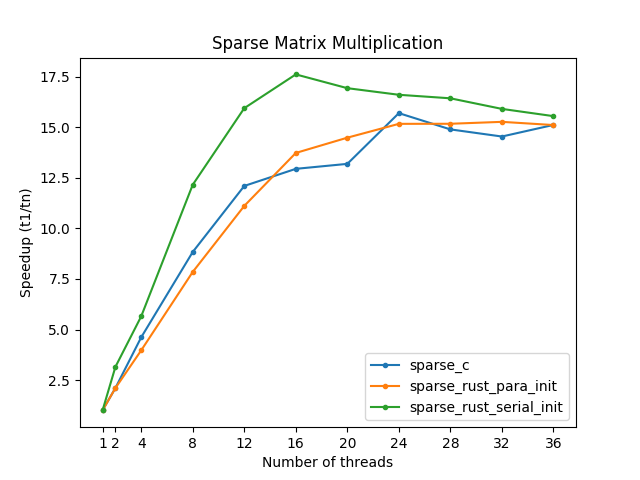 Sparse Matrix Multiplication
Speedup (t1/tn)
17.5
15.0
12.5
10.0
7.5
5.0
2.5
sparse_c
sparse_rust_para_init
sparse_rust_serial_init
1 2 4 8 12 16 20 24 28 32 36
Number of threads